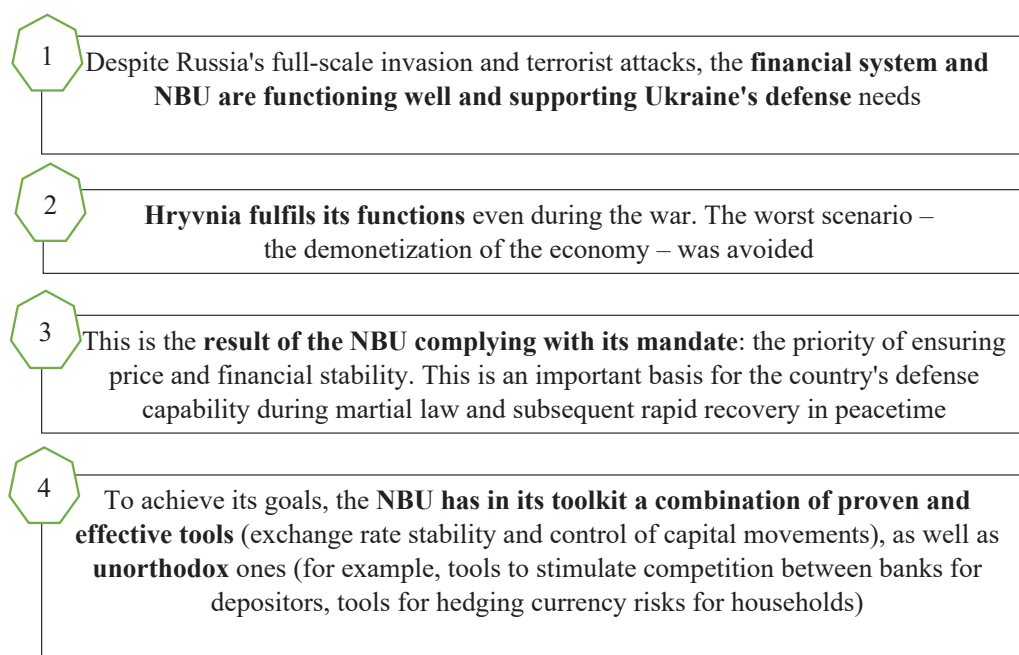 1
Despite Russia's full-scale invasion and terrorist attacks, the financial system and
NBU are functioning well and supporting Ukraine's defense needs
2
Hryvnia fulfils its functions even during the war. The worst scenario –
the demonetization of the economy – was avoided
3
This is the result of the NBU complying with its mandate: the priority of ensuring
price and financial stability. This is an important basis for the country's defense
capability during martial law and subsequent rapid recovery in peacetime
4
To achieve its goals, the NBU has in its toolkit a combination of proven and
effective tools (exchange rate stability and control of capital movements), as well as
unorthodox ones (for example, tools to stimulate competition between banks for
depositors, tools for hedging currency risks for households)